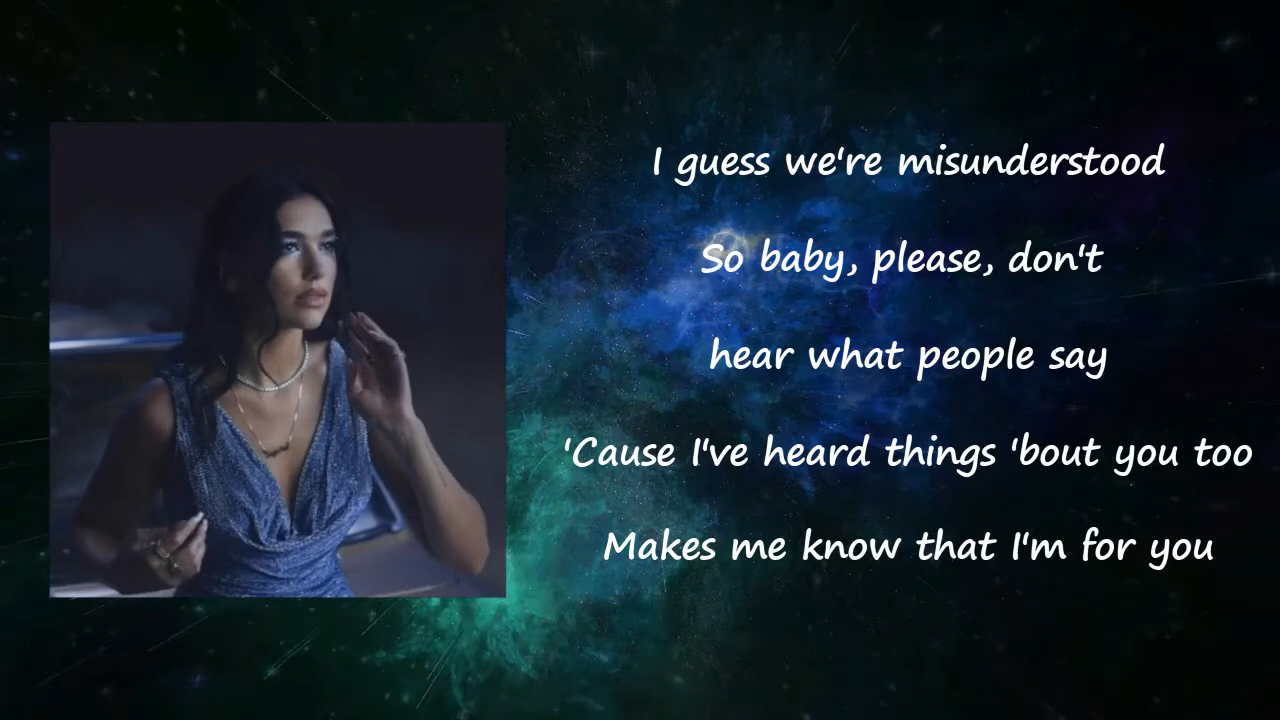 I guess we're misunderstood
So baby, please, don't
hear what people say
'Cause I've heard things 'bout you too
Makes me know that I'm for you